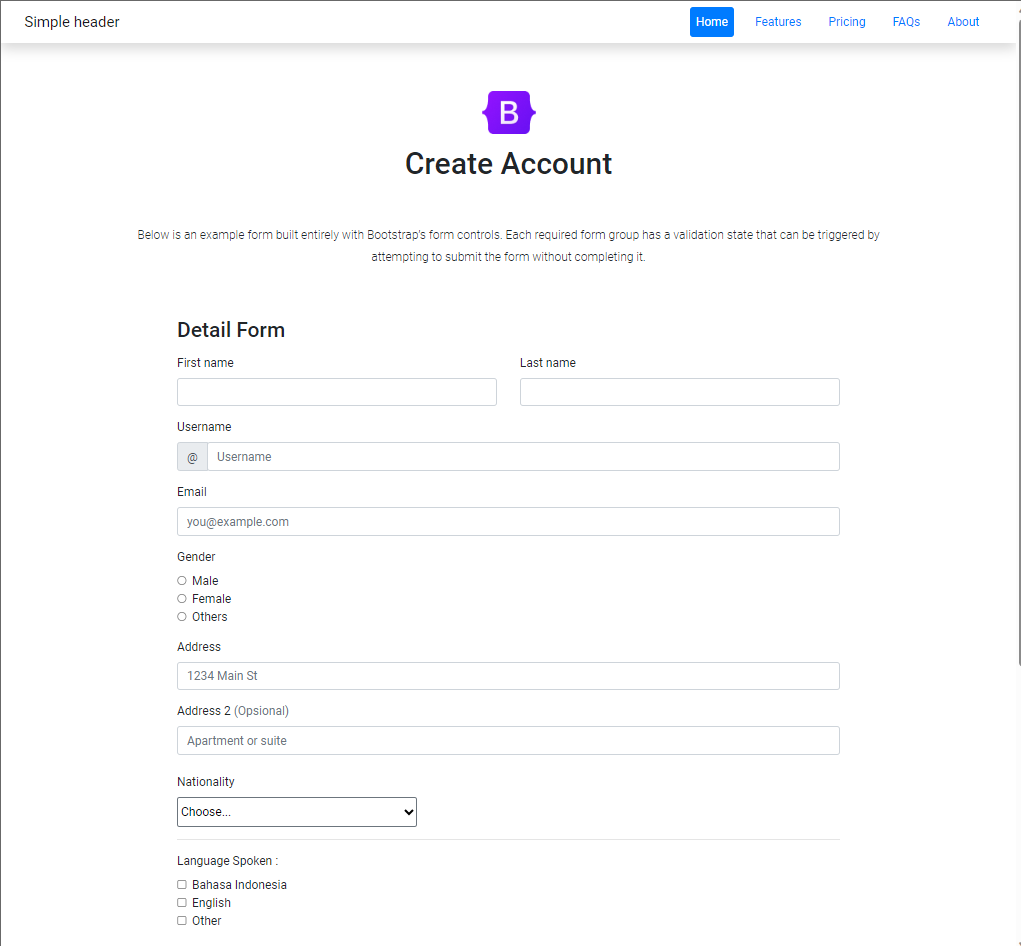 Simple header
Home Features Pricing FAQs About
B
Create Account
Below is an example form built entirely with Bootstrap's form controls. Each required form group has a validation state that can be triggered by
attempting to submit the form without completing it.
Detail Form
First name Last name
Username
@ Username
Email
you@example.com
Gender
Male
Female
Others
Address
1234 Main St
Address 2 (Opsional)
Apartment or suite
Nationality
Choose...
Language Spoken :
Bahasa Indonesia
English
Other